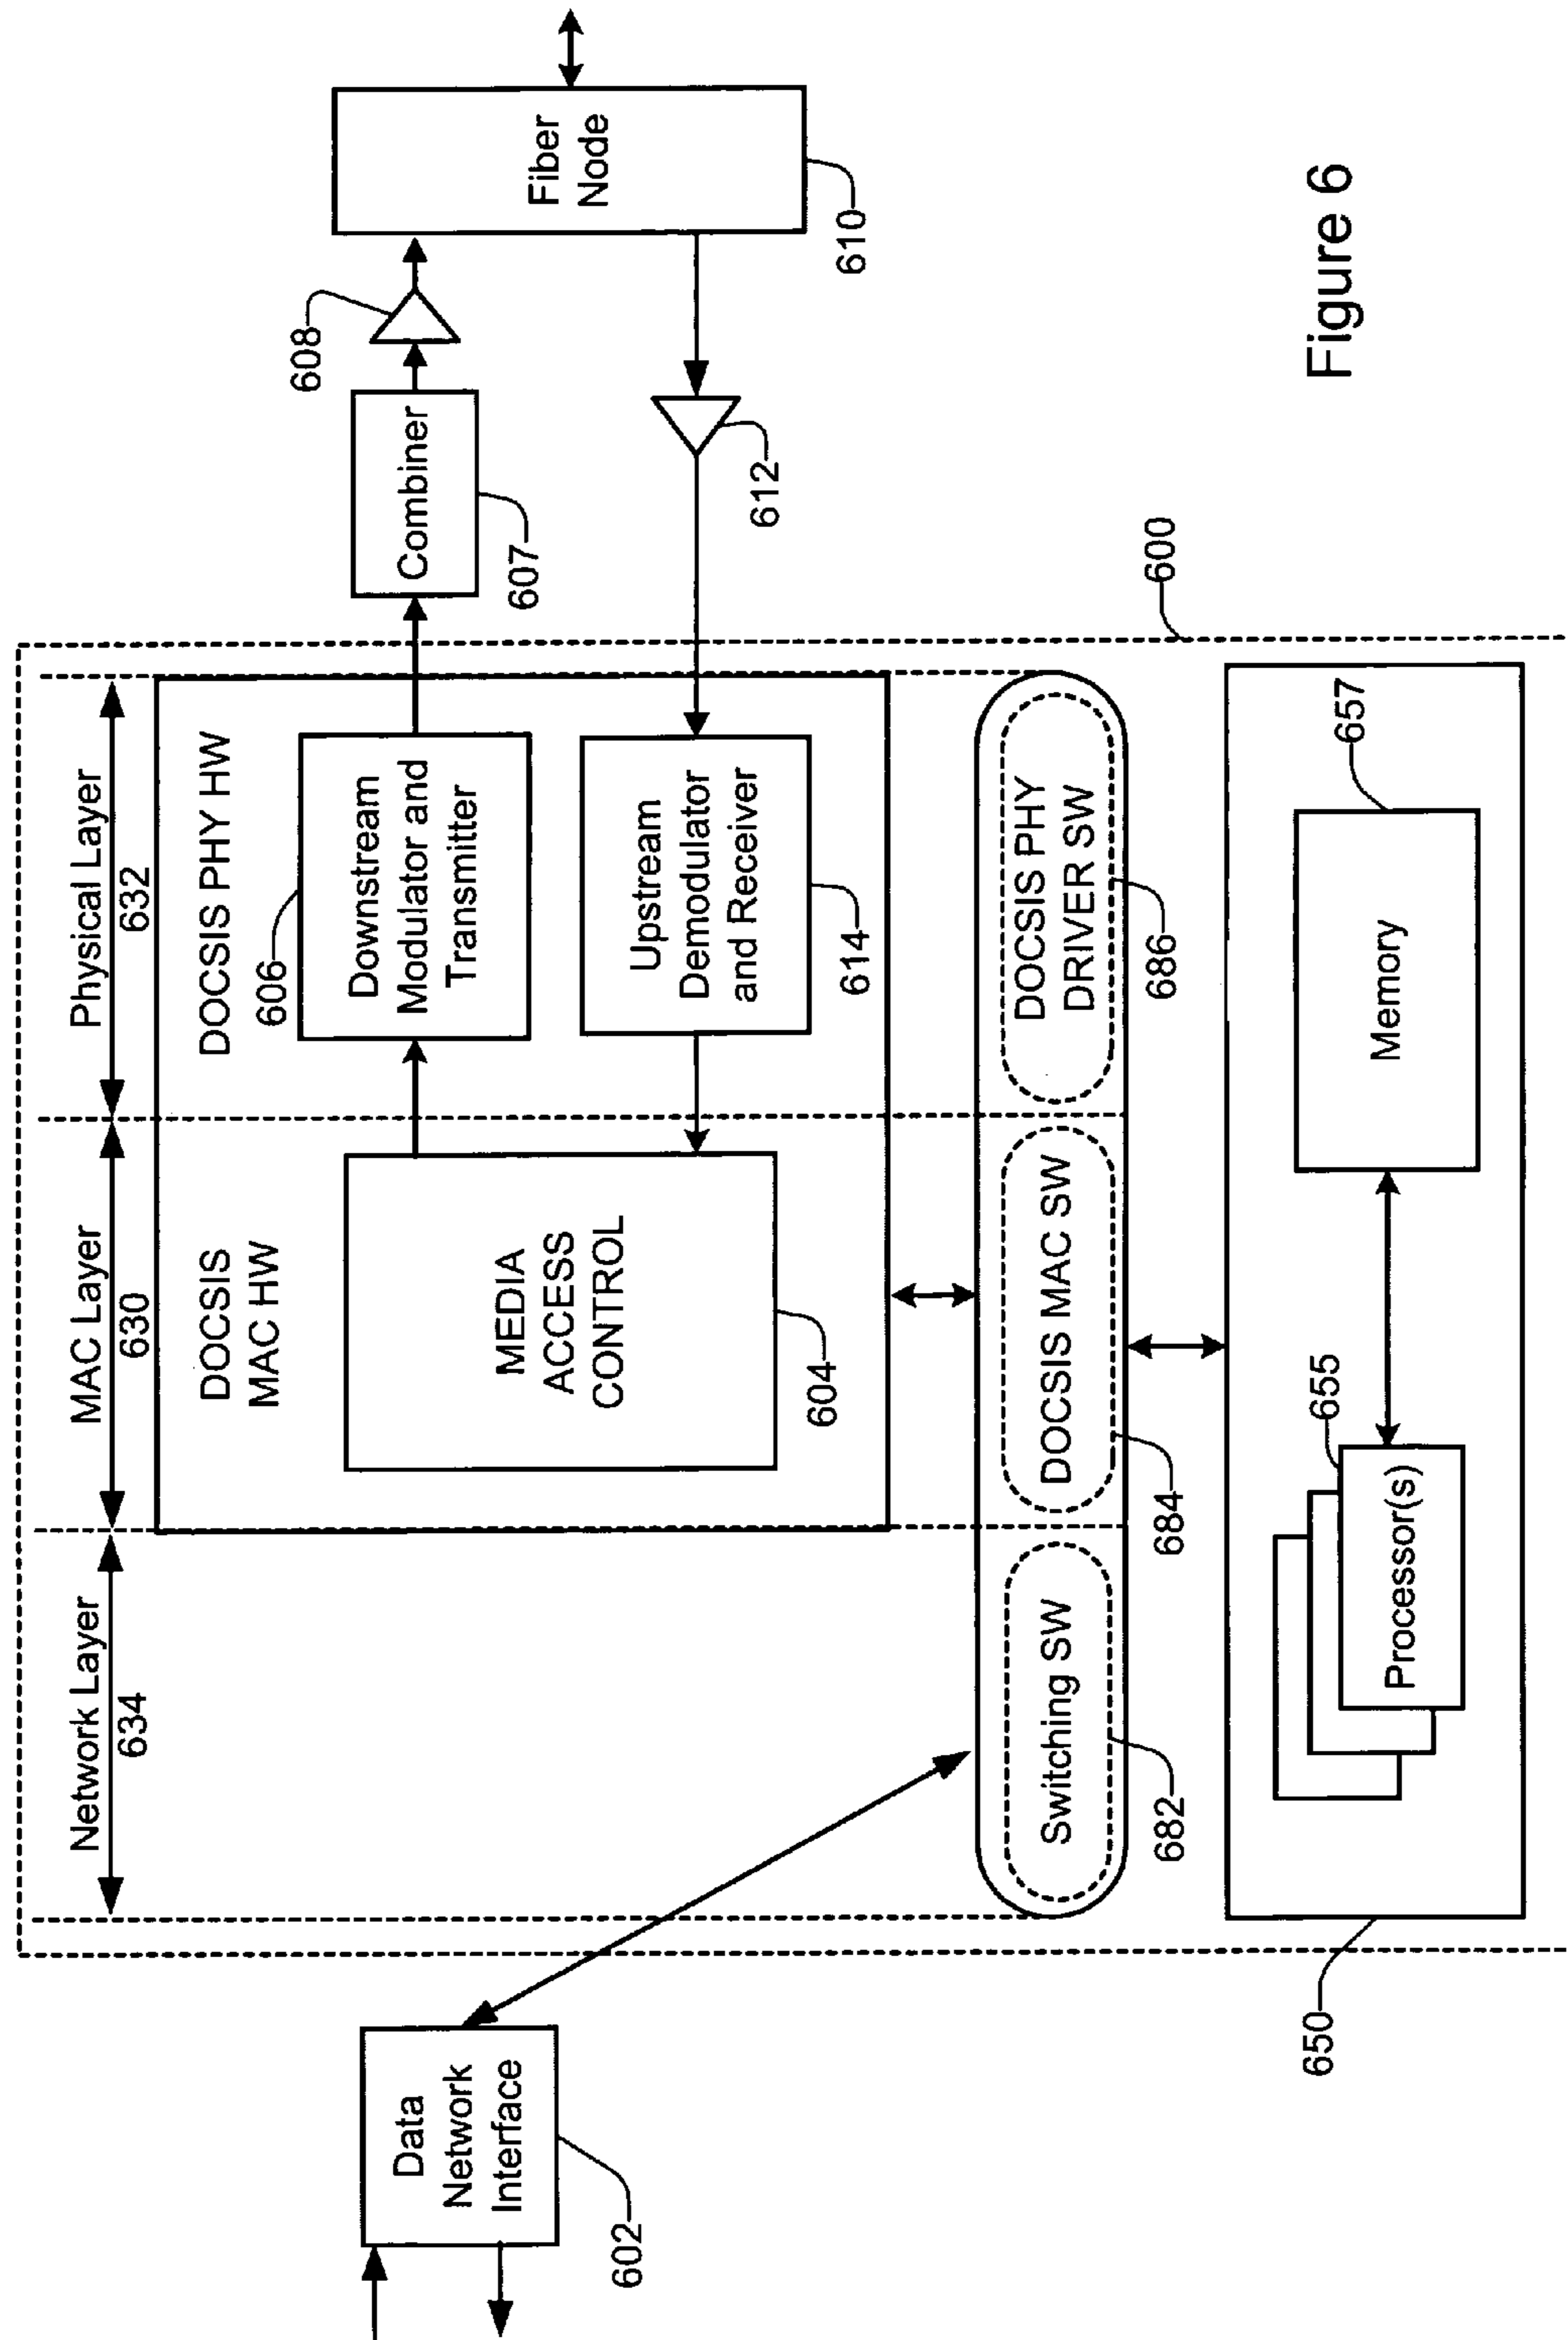 Network Layer
634
MAC Layer
630
Physical Layer
632
DOCSIS
MAC HW
DOCSIS PHY HW
MEDIA
ACCESS
CONTROL
604
606
Downstream
Modulator and
Transmitter
Upstream
Demodulator
and Receiver
614
Combiner
607
608
612
Fiber
Node
610
Data
Network
Interface
602
Switching SW
682
DOCSIS MAC SW
684
DOCSIS PHY
DRIVER SW
686
600
655
Processor(s)
Memory
657
650
Figure 6